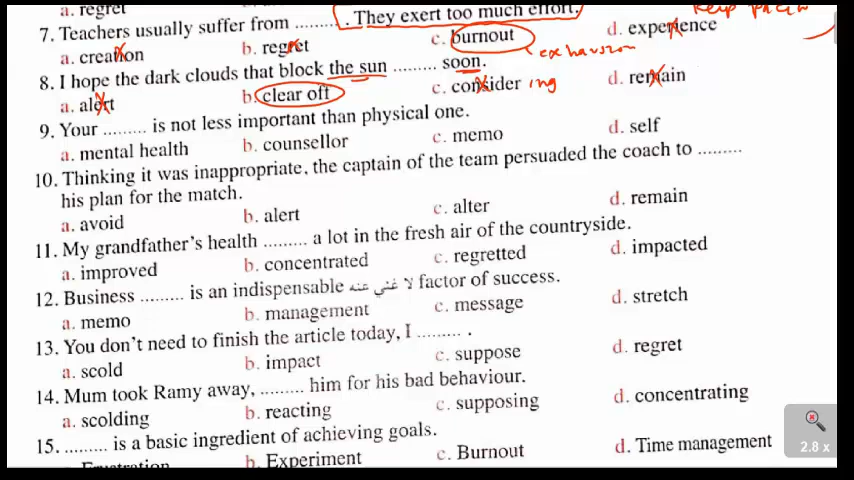 a. regret
keep
7. Teachers usually suffer from ......... . They exert too much effort.
a. creation b. regret c. burnout d. experience
exhausion
8. I hope the dark clouds that block the sun ......... soon.
a. alert b. clear off c. consider ing d. remain
9. Your ......... is not less important than physical one.
a. mental health b. counsellor c. memo d. self
10. Thinking it was inappropriate, the captain of the team persuaded the coach to .........
his plan for the match.
a. avoid b. alert c. alter d. remain
11. My grandfather's health ......... a lot in the fresh air of the countryside.
a. improved b. concentrated c. regretted d. impacted
12. Business ......... is an indispensable لا غنى عنه factor of success.
a. memo b. management c. message d. stretch
13. You don't need to finish the article today, I ......... .
a. scold b. impact c. suppose d. regret
14. Mum took Ramy away, ......... him for his bad behaviour.
a. scolding b. reacting c. supposing d. concentrating
15. ......... is a basic ingredient of achieving goals.
a. Frustration b. Experiment c. Burnout d. Time management
2.8 x